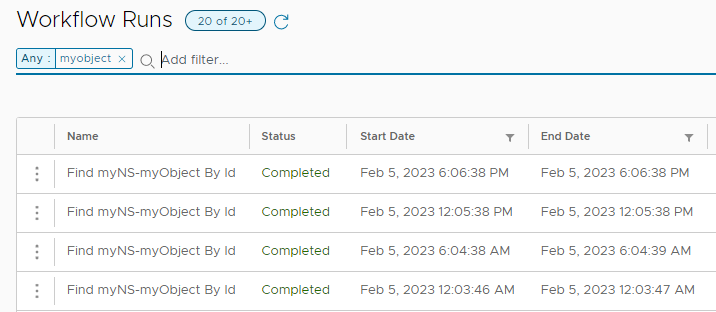 Workflow Runs 20 of 20+
Any : myobject × Add filter...
Name Status Start Date End Date
Find myNS-myObject By Id Completed Feb 5, 2023 6:06:38 PM Feb 5, 2023 6:06:38 PM
Find myNS-myObject By Id Completed Feb 5, 2023 12:05:38 PM Feb 5, 2023 12:05:38 PM
Find myNS-myObject By Id Completed Feb 5, 2023 6:04:38 AM Feb 5, 2023 6:04:39 AM
Find myNS-myObject By Id Completed Feb 5, 2023 12:03:46 AM Feb 5, 2023 12:03:47 AM